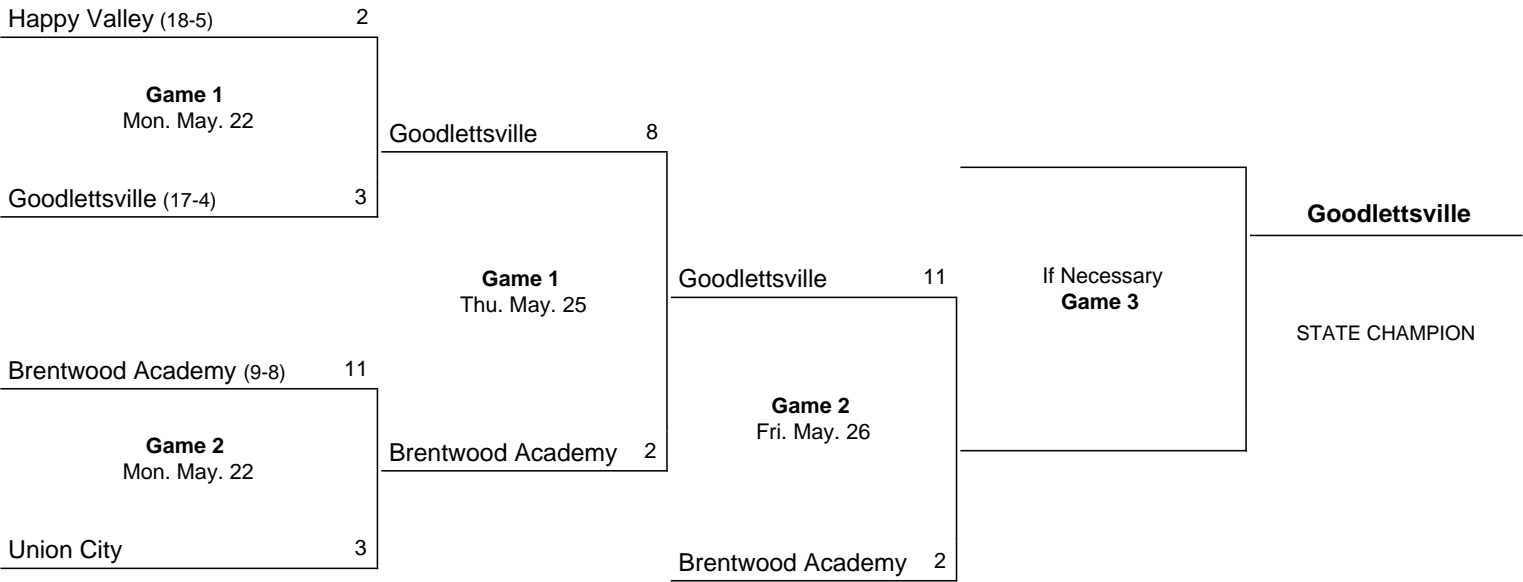 Happy Valley (18-5) 2
Game 1
Mon. May. 22
Goodlettsville (17-4) 3
Brentwood Academy (9-8) 11
Game 2
Mon. May. 22
Union City 3
Goodlettsville 8
Game 1
Thu. May. 25
Brentwood Academy 2
Goodlettsville 11
Game 2
Fri. May. 26
Brentwood Academy 2
If Necessary
Game 3
Goodlettsville
STATE CHAMPION